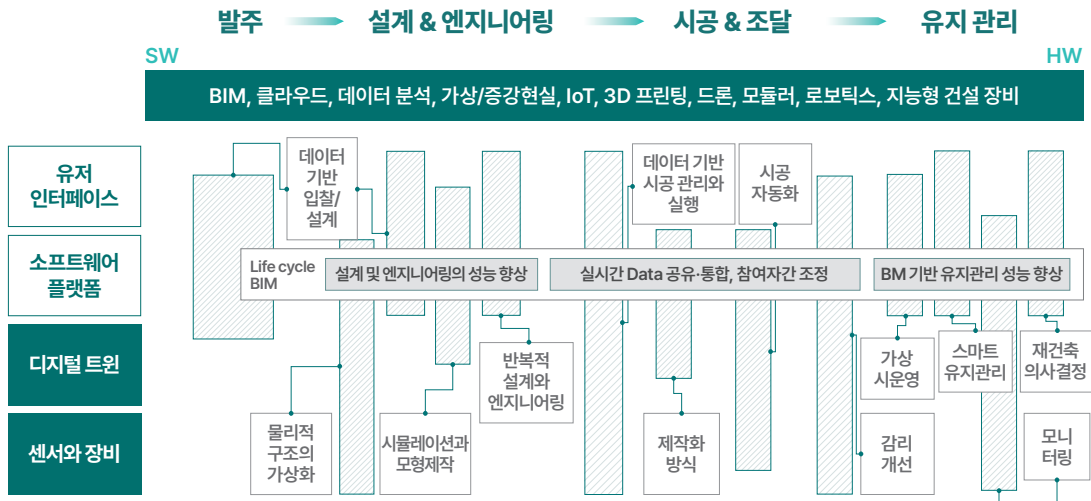 발주
설계 & 엔지니어링
시공 & 조달
유지 관리
SW
HW
BIM, 클라우드, 데이터 분석, 가상/증강현실, IoT, 3D 프린팅, 드론, 모듈러, 로보틱스, 지능형 건설 장비
유저
인터페이스
데이터
기반
입찰/
설계
데이터 기반
시공 관리와
실행
시공
자동화
소프트웨어
플랫폼
Life cycle
BIM
설계 및 엔지니어링의 성능 향상
실시간 Data 공유·통합, 참여자간 조정
BM 기반 유지관리 성능 향상
디지털 트윈
반복적
설계와
엔지니어링
가상
시운영
스마트
유지관리
재건축
의사결정
센서와 장비
물리적
구조의
가상화
시뮬레이션과
모형제작
제작화
방식
감리
개선
모니
터링